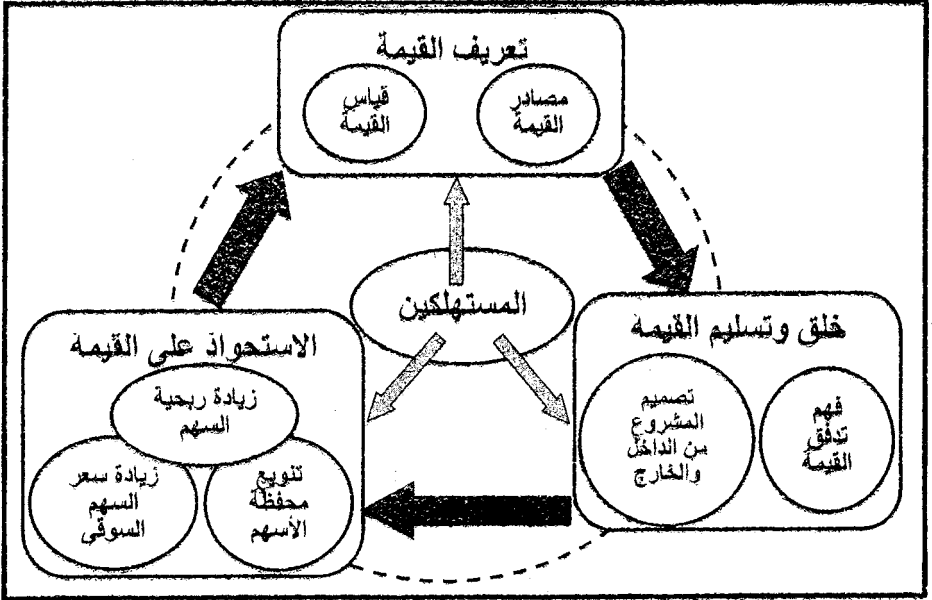 تعريف القيمة
مصادر
القيمة
قياس
القيمة
المستهلكين
خلق وتسليم القيمة
فهم
تدفق
القيمة
تصميم
المشروع
من الداخل
والخارج
الاستحواذ على القيمة
زيادة ربحية
السهم
تنويع
محفظة
الأسهم
زيادة سعر
السهم
السوقى